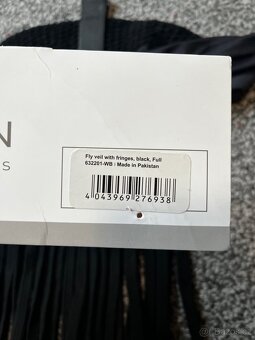 N
S
Fly veil with fringes, black, Full
632201-WB | Made in Pakistan
4 043969 276938